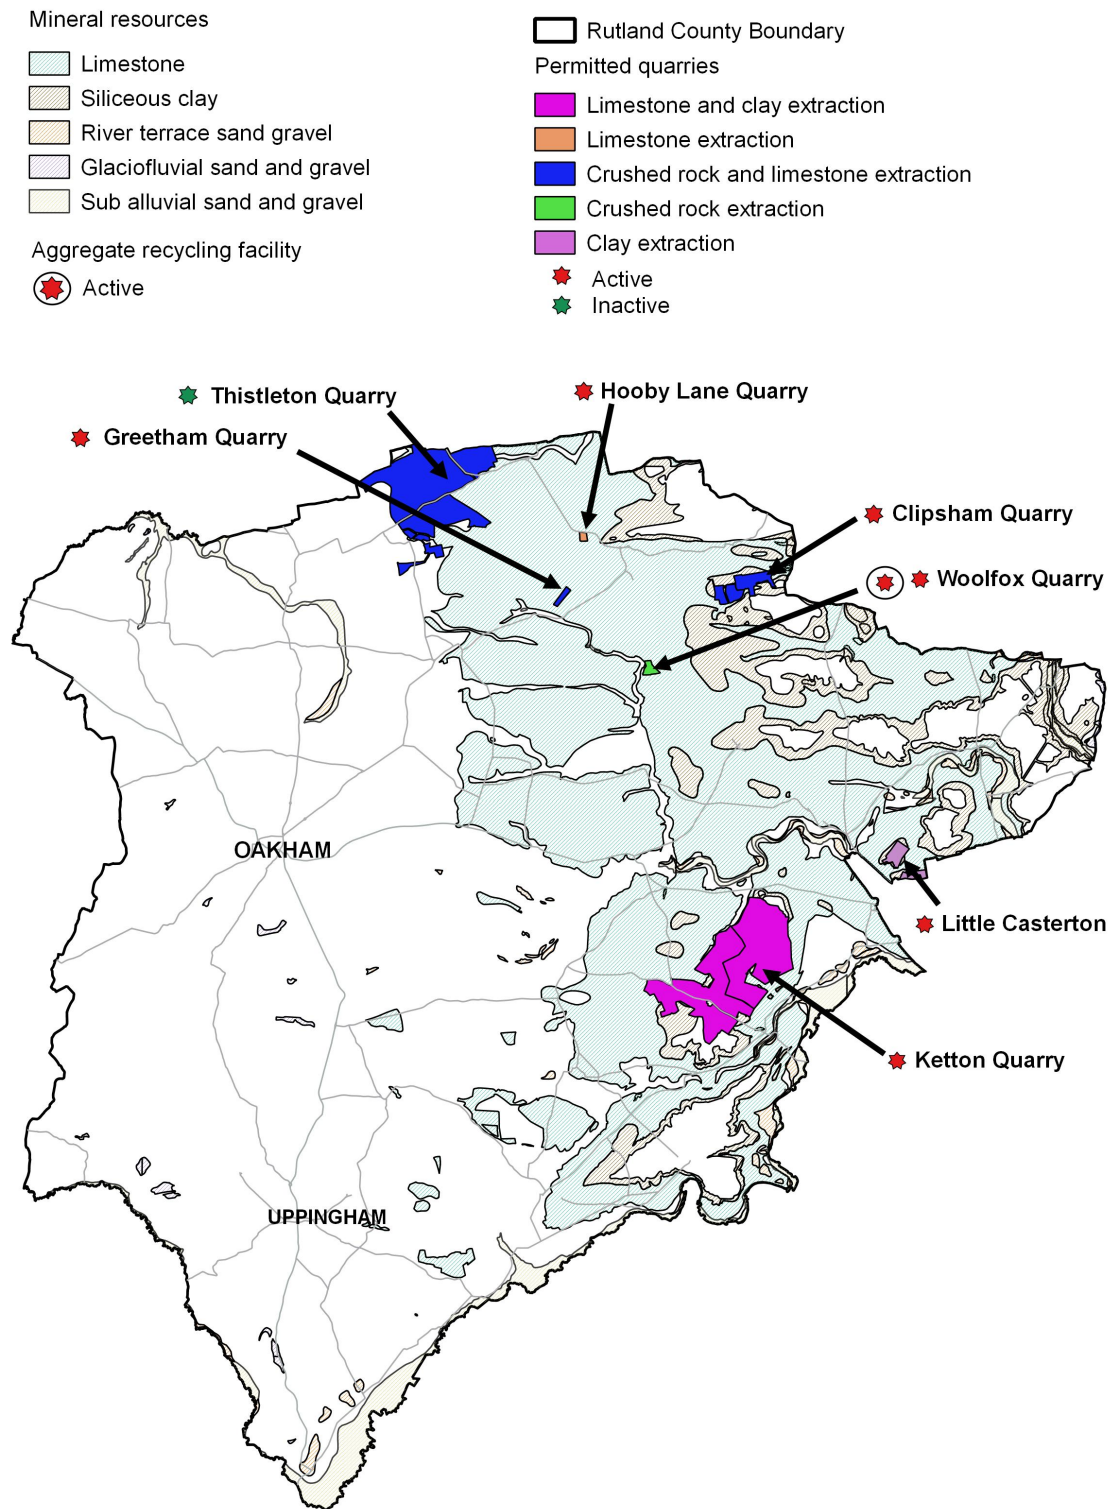 Mineral resources
Limestone
Siliceous clay
River terrace sand gravel
Glaciofluvial sand and gravel
Sub alluvial sand and gravel
Aggregate recycling facility
Active
Rutland County Boundary
Permitted quarries
Limestone and clay extraction
Limestone extraction
Crushed rock and limestone extraction
Crushed rock extraction
Clay extraction
Active
Inactive
Thistleton Quarry
Hooby Lane Quarry
Greetham Quarry
Clipsham Quarry
Woolfox Quarry
OAKHAM
Little Casterton
Ketton Quarry
UPPINGHAM